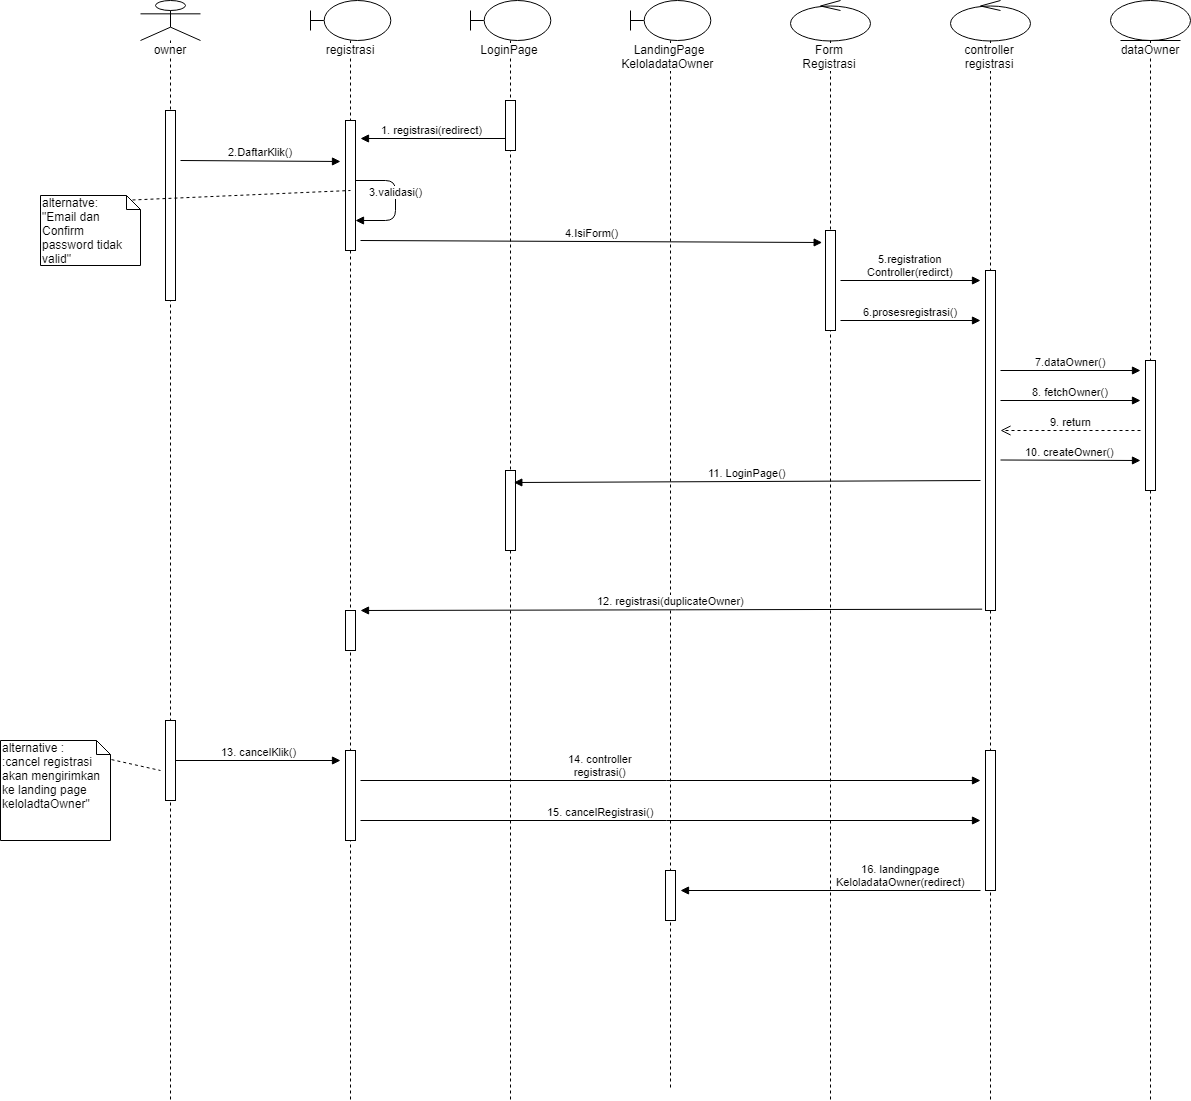 owner
registrasi
LoginPage
LandingPage
KeloladataOwner
Form
Registrasi
controller
registrasi
dataOwner
1. registrasi(redirect)
2.DaftarKlik()
3.validasi()
alternatve:
"Email dan
Confirm
password tidak
valid"
4.IsiForm()
5.registration
Controller(redirct)
6.prosesregistrasi()
7.dataOwner()
8. fetchOwner()
9. return
10. createOwner()
11. LoginPage()
12. registrasi(duplicateOwner)
alternative :
:cancel registrasi
akan mengirimkan
ke landing page
keloladtaOwner"
13. cancelKlik()
14. controller
registrasi()
15. cancelRegistrasi()
16. landingpage
KeloladataOwner(redirect)